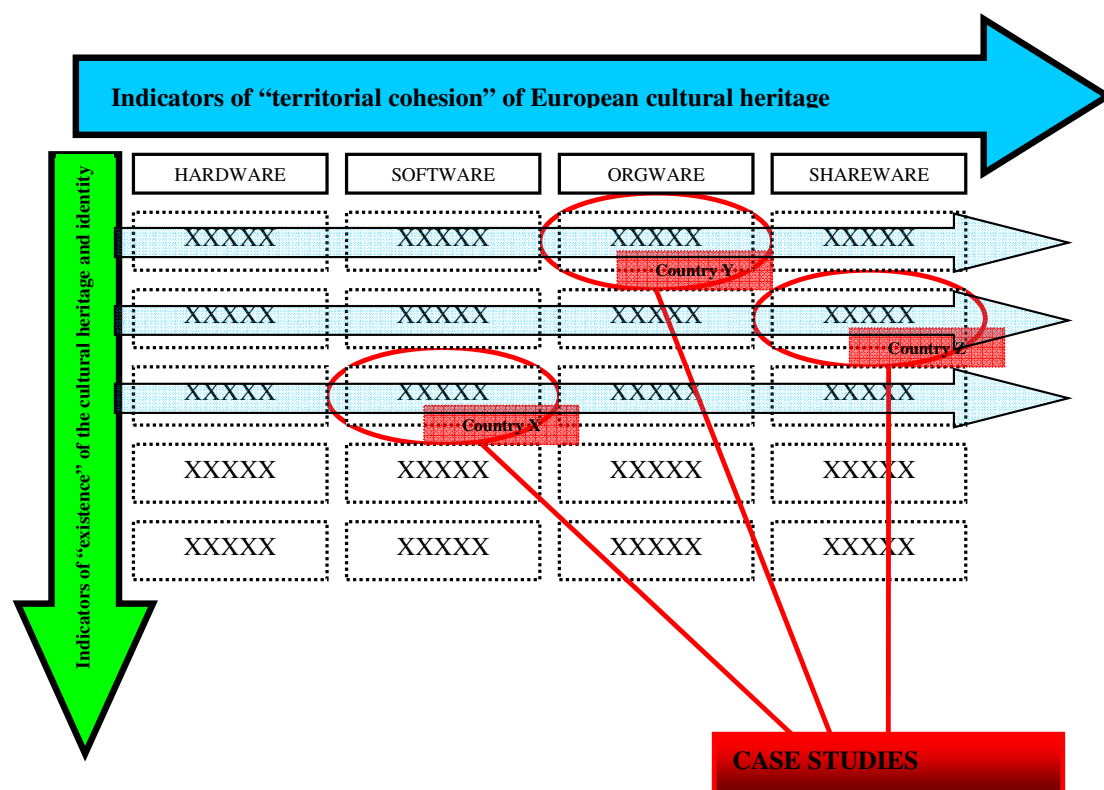 Indicators of “territorial cohesion” of European cultural heritage
Indicators of “existence” of the cultural heritage and identity
HARDWARE SOFTWARE ORGWARE SHAREWARE
XXXXX XXXXX XXXXX XXXXX
Country Y
XXXXX XXXXX XXXXX XXXXX
Country Z
XXXXX XXXXX XXXXX XXXXX
Country X
XXXXX XXXXX XXXXX XXXXX
XXXXX XXXXX XXXXX XXXXX
CASE STUDIES